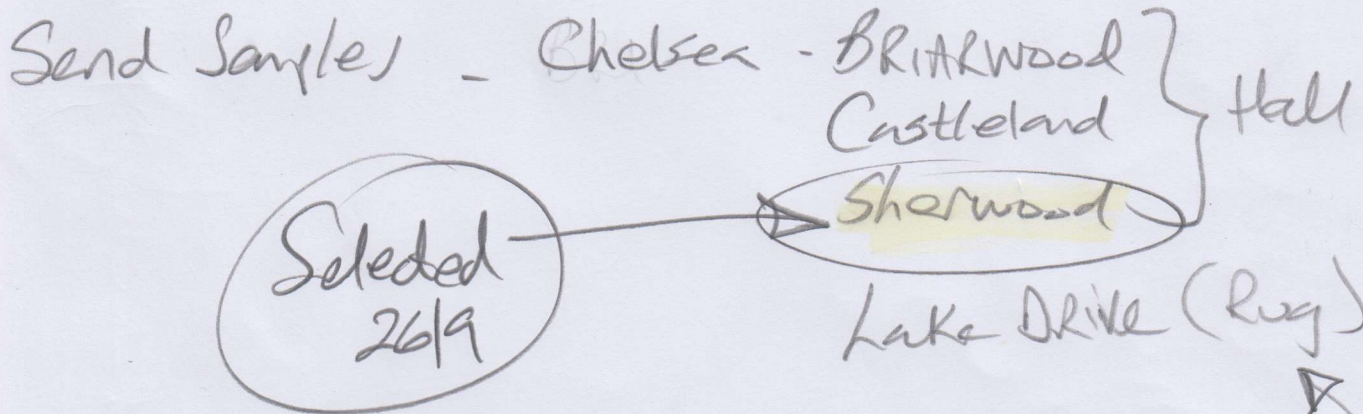 Send Samples - Chelsea - BRIARWOOD
Castleland
Hall
Sherwood
Selected
26/9
Lake DRIVE (Rug)